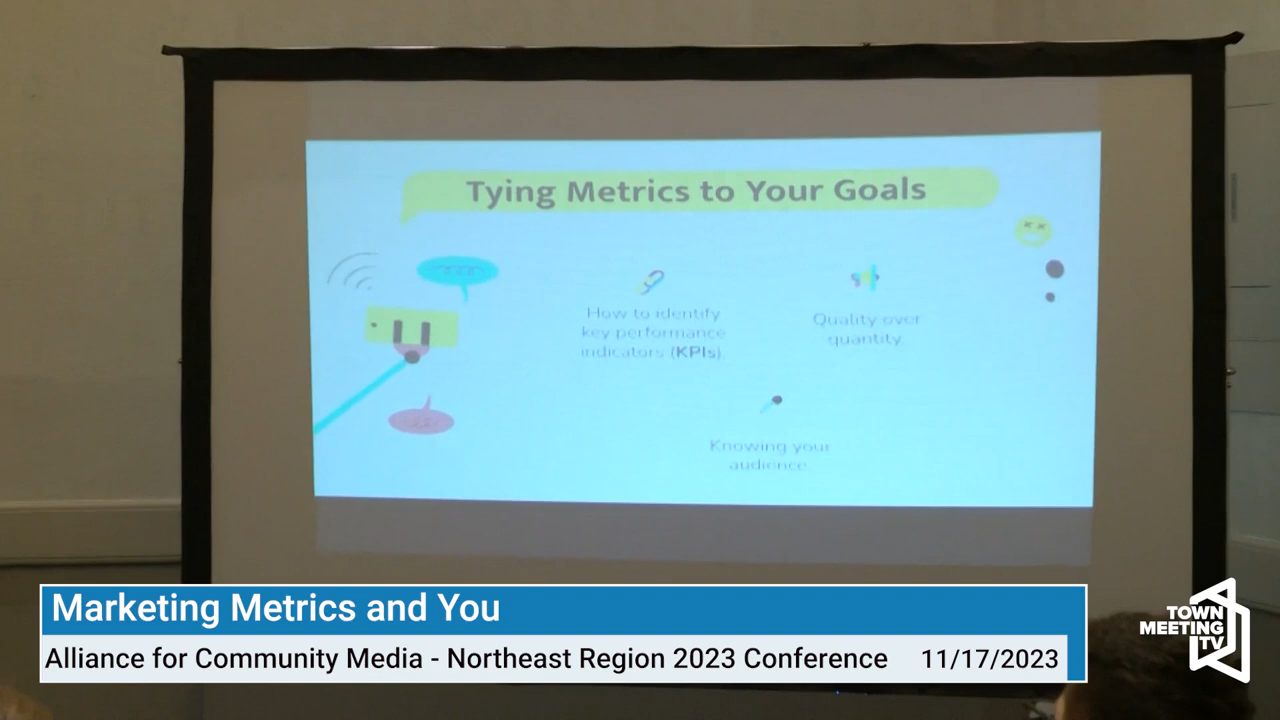 Tying Metrics to Your Goals
How to identify
key performance
indicators (KPIs).
Quality over
quantity.
Knowing your
audience.
Marketing Metrics and You
Alliance for Community Media - Northeast Region 2023 Conference 11/17/2023
TOWN
MEETING
TV